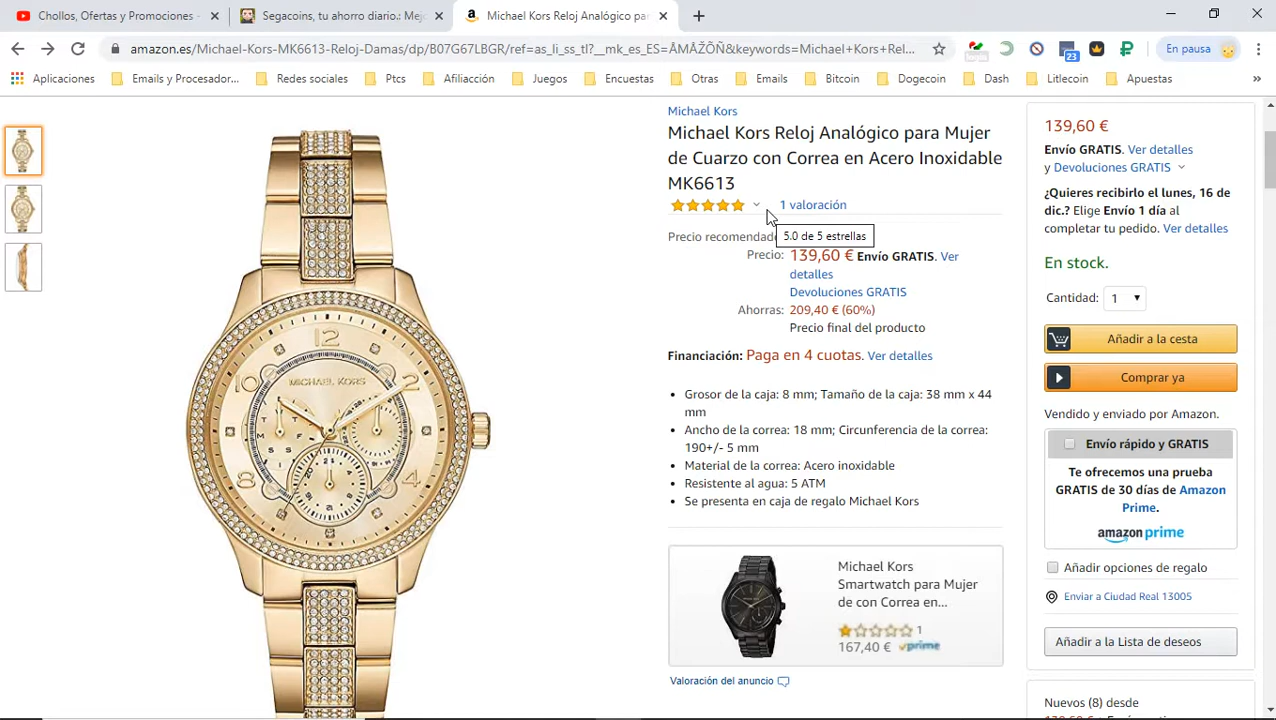 Chollos, Ofertas y Promociones -
Segacoins, tu ahorro diario.: Mej
Michael Kors Reloj Analógico par
amazon.es/Michael-Kors-MK6613-Reloj-Damas/dp/B07G67LBGR/ref=as_li_ss_tl?__mk_es_ES=ÅMÅŽÕÑ&keywords=Michael+Kors+Rel...
23
En pausa
Aplicaciones
Emails y Procesador...
Redes sociales
Ptcs
Afiliacción
Juegos
Encuestas
Otros
Emails
Bitcoin
Dogecoin
Dash
Litlecoin
Apuestas
»
Michael Kors
Michael Kors Reloj Analógico para Mujer
de Cuarzo con Correa en Acero Inoxidable
MK6613
1 valoración
5.0 de 5 estrellas
Precio recomendado
Precio: 139,60 € Envío GRATIS. Ver
detalles
Devoluciones GRATIS
Ahorras: 209,40 € (60%)
Precio final del producto
Financiación: Paga en 4 cuotas. Ver detalles
• Grosor de la caja: 8 mm; Tamaño de la caja: 38 mm x 44
mm
• Ancho de la correa: 18 mm; Circunferencia de la correa:
190+/- 5 mm
• Material de la correa: Acero inoxidable
• Resistente al agua: 5 ATM
• Se presenta en caja de regalo Michael Kors
Michael Kors
Smartwatch para Mujer
de con Correa en...
1
167,40 € prime
Valoración del anuncio
139,60 €
Envío GRATIS. Ver detalles
y Devoluciones GRATIS
¿Quieres recibirlo el lunes, 16 de
dic.? Elige Envío 1 día al
completar tu pedido. Ver detalles
En stock.
Cantidad: 1
Añadir a la cesta
Comprar ya
Vendido y enviado por Amazon.
Envío rápido y GRATIS
Te ofrecemos una prueba
GRATIS de 30 días de Amazon
Prime.
amazon prime
Añadir opciones de regalo
Enviar a Ciudad Real 13005
Añadir a la Lista de deseos
Nuevos (8) desde
12
MICHAEL KORS
10
2
8
4